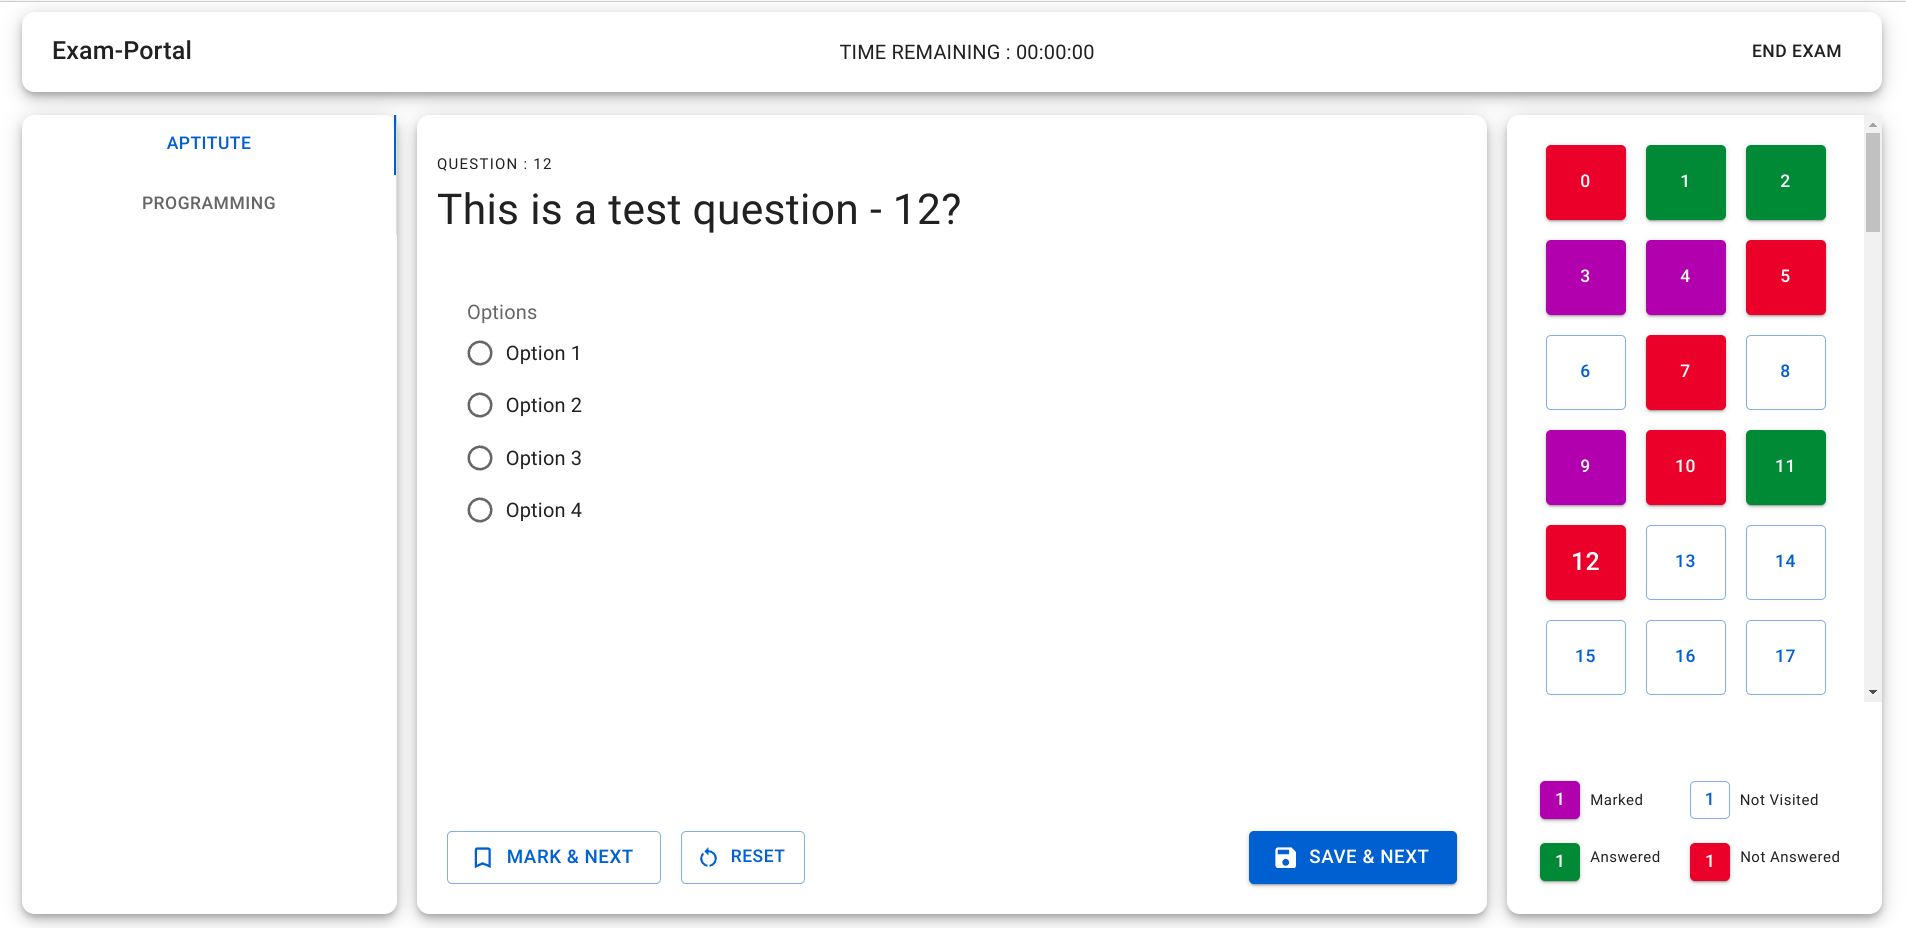 Exam-Portal
TIME REMAINING : 00:00:00
END EXAM
APTITUTE
PROGRAMMING
QUESTION : 12
This is a test question - 12?
Options
Option 1
Option 2
Option 3
Option 4
MARK & NEXT
RESET
SAVE & NEXT
0 1 2
3 4 5
6 7 8
9 10 11
12 13 14
15 16 17
1 Marked
1 Not Visited
1 Answered
1 Not Answered